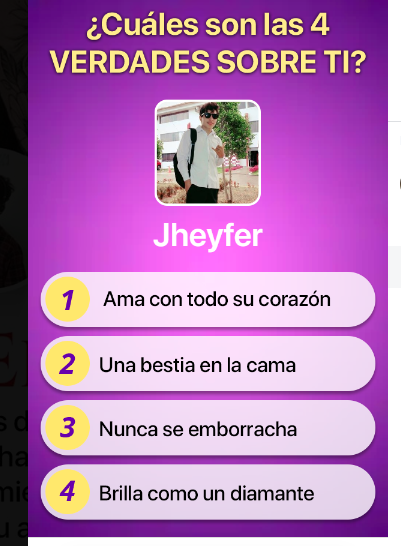 ¿Cuáles son las 4
VERDADES SOBRE TI?
Jheyfer
1 Ama con todo su corazón
2 Una bestia en la cama
3 Nunca se emborracha
4 Brilla como un diamante